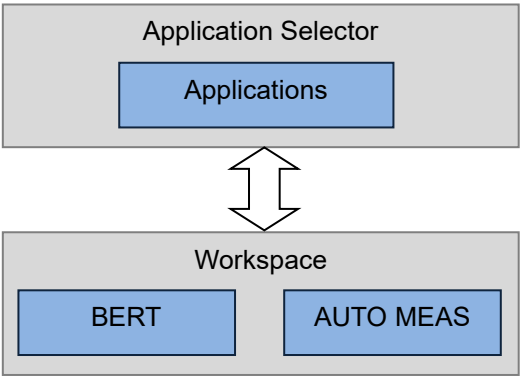 Application Selector
Applications
Workspace
BERT
AUTO MEAS